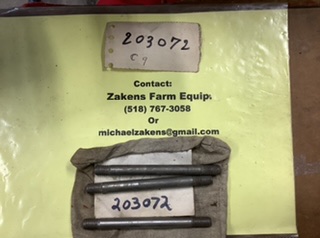 203072
Contact:
Zakens Farm Equip.
(518) 767-3058
Or
michaelzakens@gmail.com
203072